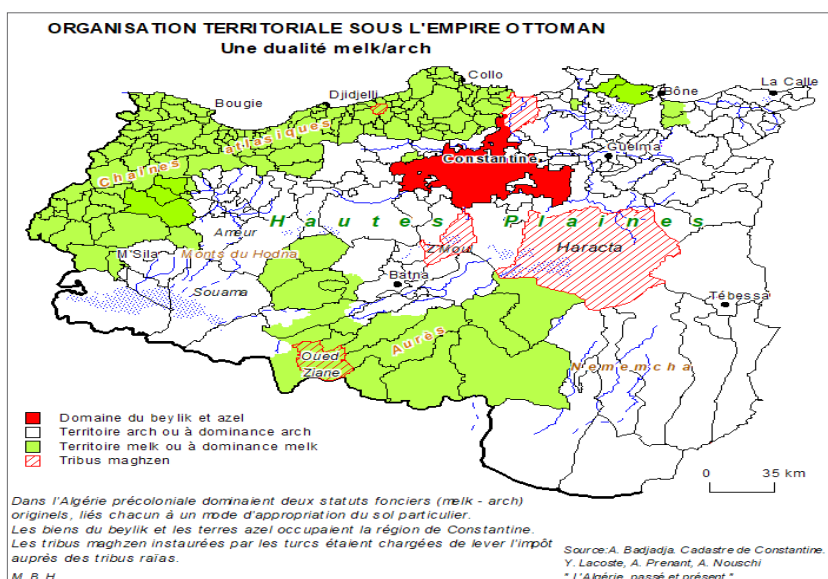 ORGANISATION TERRITORIALE SOUS L'EMPIRE OTTOMAN
Une dualité melk/arch
Collo
La Calle
Bône
Djidjelli
Bougie
Chaînes atlasiques
Guelma
Constantine
Hautes Plaines
Ameur
Z'Moul
Haracta
M'Sila
Monts du Hodna
Batna
Souama
Tébessa
Aurès
Oued
Ziane
Nememcha
Domaine du beylik et azel
Territoire arch ou à dominance arch
Territoire melk ou à dominance melk
Tribus maghzen
0 35 km
Dans l'Algérie précoloniale dominaient deux statuts fonciers (melk - arch)
originels, liés chacun à un mode d'appropriation du sol particulier.
Les biens du beylik et les terres azel occupaient la région de Constantine.
Les tribus maghzen instaurées par les turcs étaient chargées de lever l'impôt
auprès des tribus raïas.
M. B. H.
Source:A. Badjadja. Cadastre de Constantine.
Y. Lacoste, A. Prenant, A. Nouschi
" L'Algérie, passé et présent "